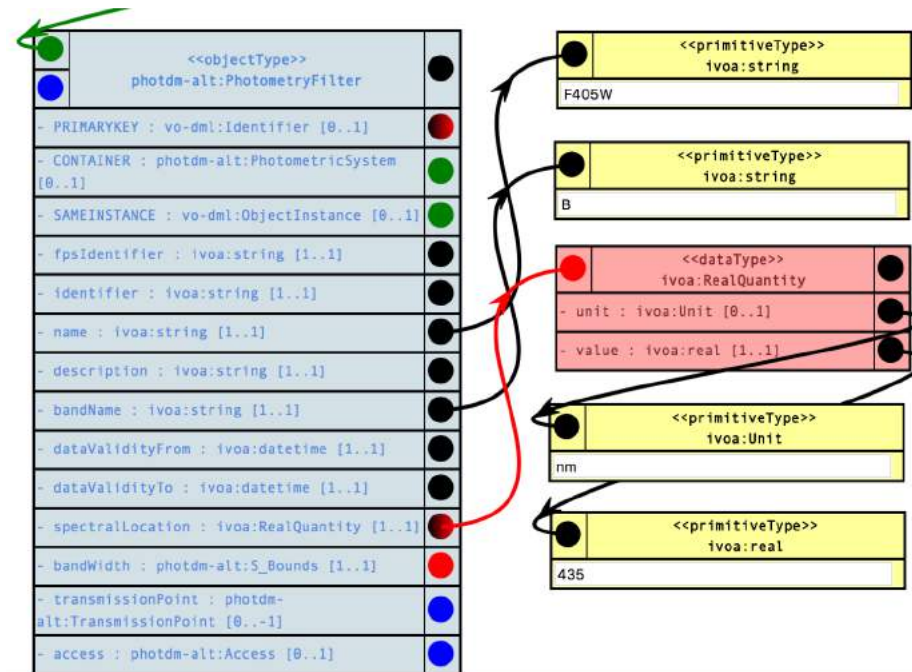 <<objectType>>
photdm-alt:PhotometryFilter
- PRIMARYKEY : vo-dml:Identifier [0..1]
- CONTAINER : photdm-alt:PhotometricSystem
[0..1]
- SAMEINSTANCE : vo-dml:ObjectInstance [0..1]
- fpsIdentifier : ivoa:string [1..1]
- identifier : ivoa:string [1..1]
- name : ivoa:string [1..1]
- description : ivoa:string [1..1]
- bandName : ivoa:string [1..1]
- dataValidityFrom : ivoa:datetime [1..1]
- dataValidityTo : ivoa:datetime [1..1]
- spectralLocation : ivoa:RealQuantity [1..1]
- bandWidth : photdm-alt:S_Bounds [1..1]
- transmissionPoint : photdm-
alt:TransmissionPoint [0..-1]
- access : photdm-alt:Access [0..1]
<<primitiveType>>
ivoa:string
F405W
<<primitiveType>>
ivoa:string
B
<<dataType>>
ivoa:RealQuantity
- unit : ivoa:Unit [0..1]
- value : ivoa:real [1..1]
<<primitiveType>>
ivoa:Unit
nm
<<primitiveType>>
ivoa:real
435